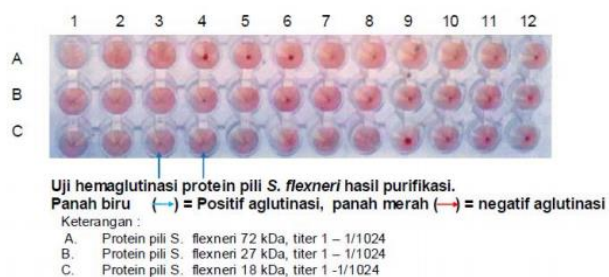 1 2 3 4 5 6 7 8 9 10 11 12
A
B
C
Uji hemaglutinasi protein pili S. flexneri hasil purifikasi.
Panah biru (→) = Positif aglutinasi, panah merah (→) = negatif aglutinasi
Keterangan :
A. Protein pili S. flexneri 72 kDa, titer 1 – 1/1024
B. Protein pili S. flexneri 27 kDa, titer 1 – 1/1024
C. Protein pili S. flexneri 18 kDa, titer 1 -1/1024